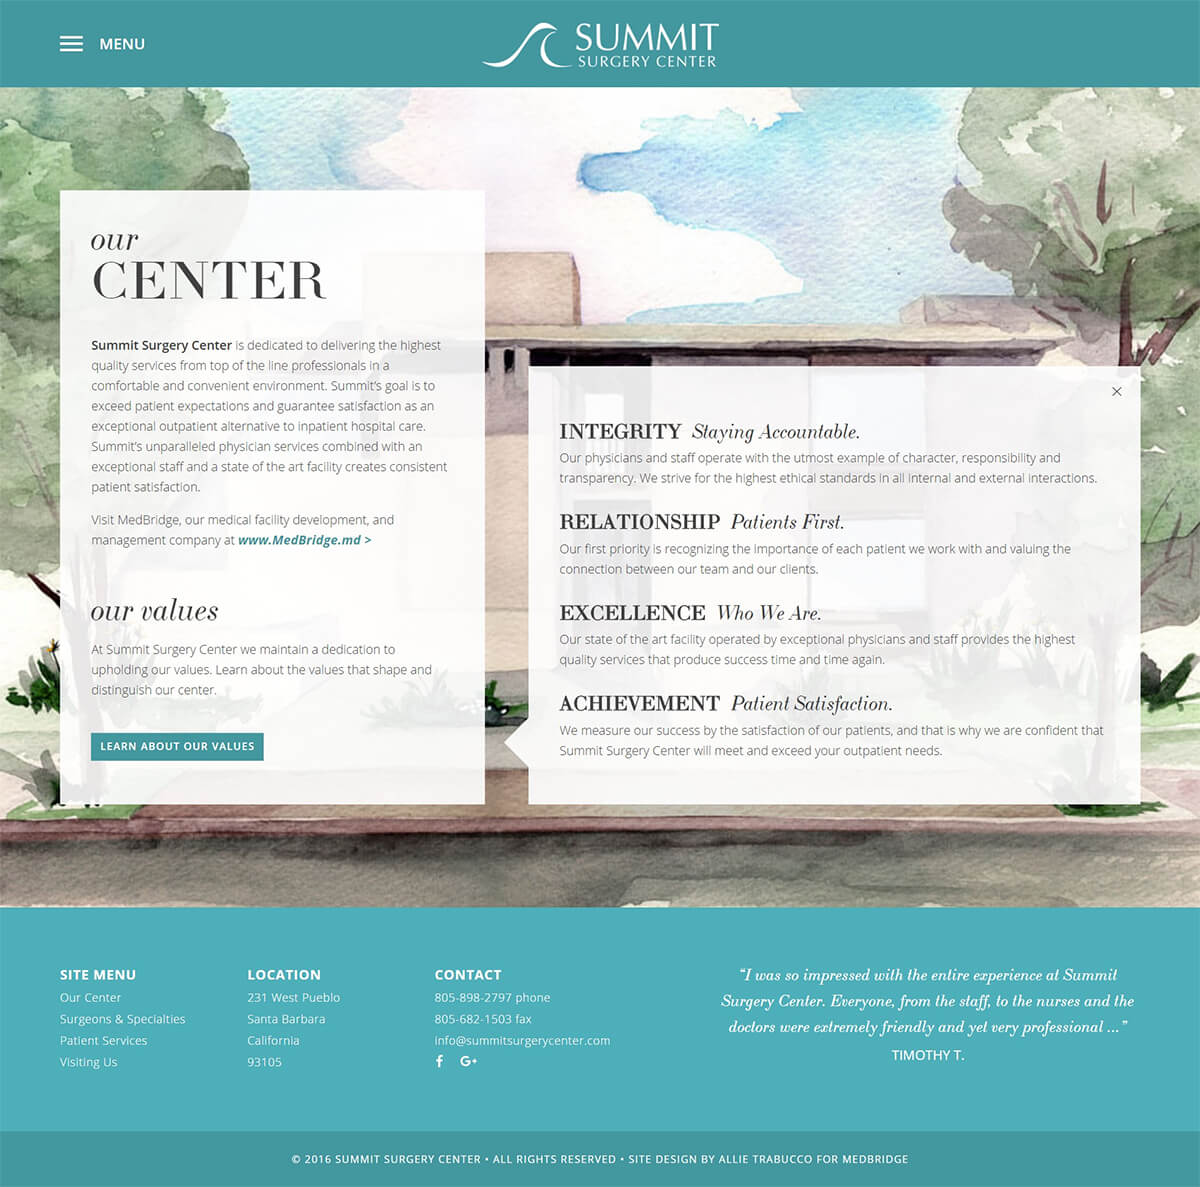 MENU
SUMMIT
SURGERY CENTER
our
CENTER
Summit Surgery Center is dedicated to delivering the highest
quality services from top of the line professionals in a
comfortable and convenient environment. Summit's goal is to
exceed patient expectations and guarantee satisfaction as an
exceptional outpatient alternative to inpatient hospital care.
Summit's unparalleled physician services combined with an
exceptional staff and a state of the art facility creates consistent
patient satisfaction.
Visit MedBridge, our medical facility development, and
management company at www.MedBridge.md >
our values
At Summit Surgery Center we maintain a dedication to
upholding our values. Learn about the values that shape and
distinguish our center.
LEARN ABOUT OUR VALUES
INTEGRITY Staying Accountable.
Our physicians and staff operate with the utmost example of character, responsibility and
transparency. We strive for the highest ethical standards in all internal and external interactions.
RELATIONSHIP Patients First.
Our first priority is recognizing the importance of each patient we work with and valuing the
connection between our team and our clients.
EXCELLENCE Who We Are.
Our state of the art facility operated by exceptional physicians and staff provides the highest
quality services that produce success time and time again.
ACHIEVEMENT Patient Satisfaction.
We measure our success by the satisfaction of our patients, and that is why we are confident that
Summit Surgery Center will meet and exceed your outpatient needs.
SITE MENU
Our Center
Surgeons & Specialties
Patient Services
Visiting Us
LOCATION
231 West Pueblo
Santa Barbara
California
93105
CONTACT
805-898-2797 phone
805-682-1503 fax
info@summitsurgerycenter.com
f G+
“I was so impressed with the entire experience at Summit
Surgery Center. Everyone, from the staff, to the nurses and the
doctors were extremely friendly and yet very professional ...”
TIMOTHY T.
© 2016 SUMMIT SURGERY CENTER • ALL RIGHTS RESERVED • SITE DESIGN BY ALLIE TRABUCCO FOR MEDBRIDGE